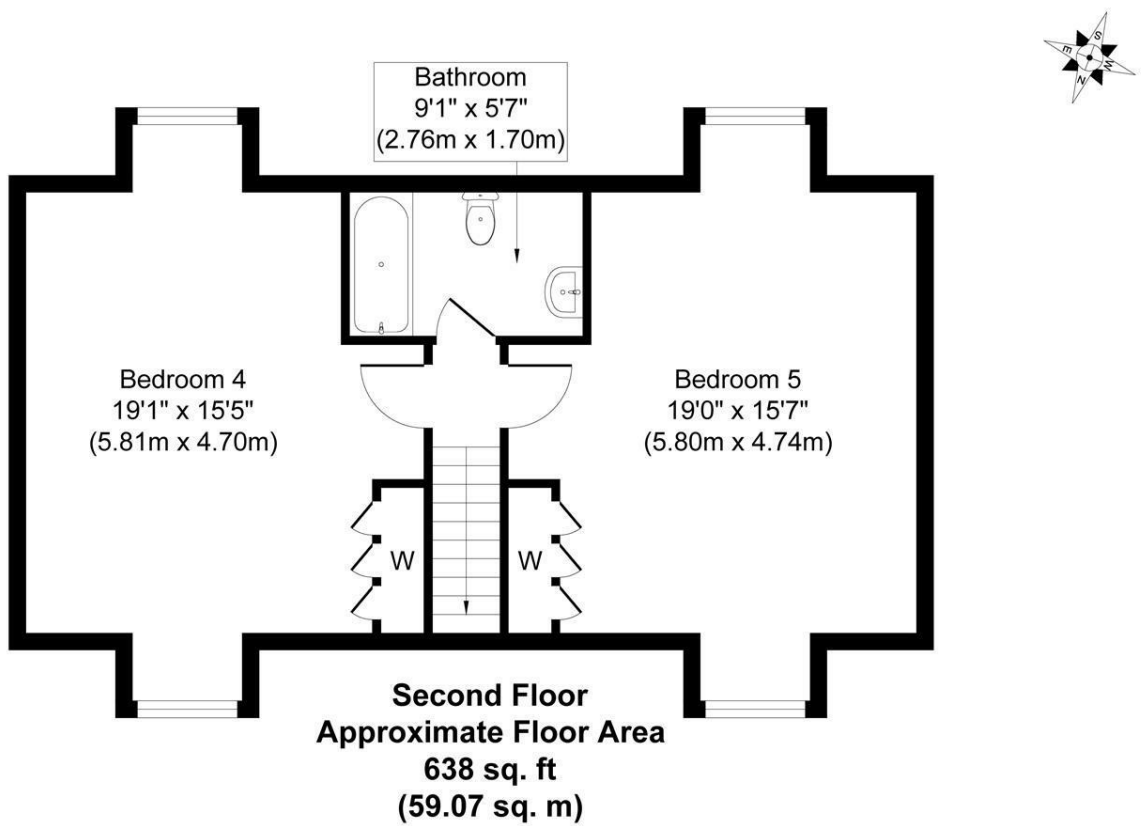 S
E
W
N
Bathroom
9'1" x 5'7"
(2.76m x 1.70m)
Bedroom 4
19'1" x 15'5"
(5.81m x 4.70m)
Bedroom 5
19'0" x 15'7"
(5.80m x 4.74m)
W
W
Second Floor
Approximate Floor Area
638 sq. ft
(59.07 sq. m)